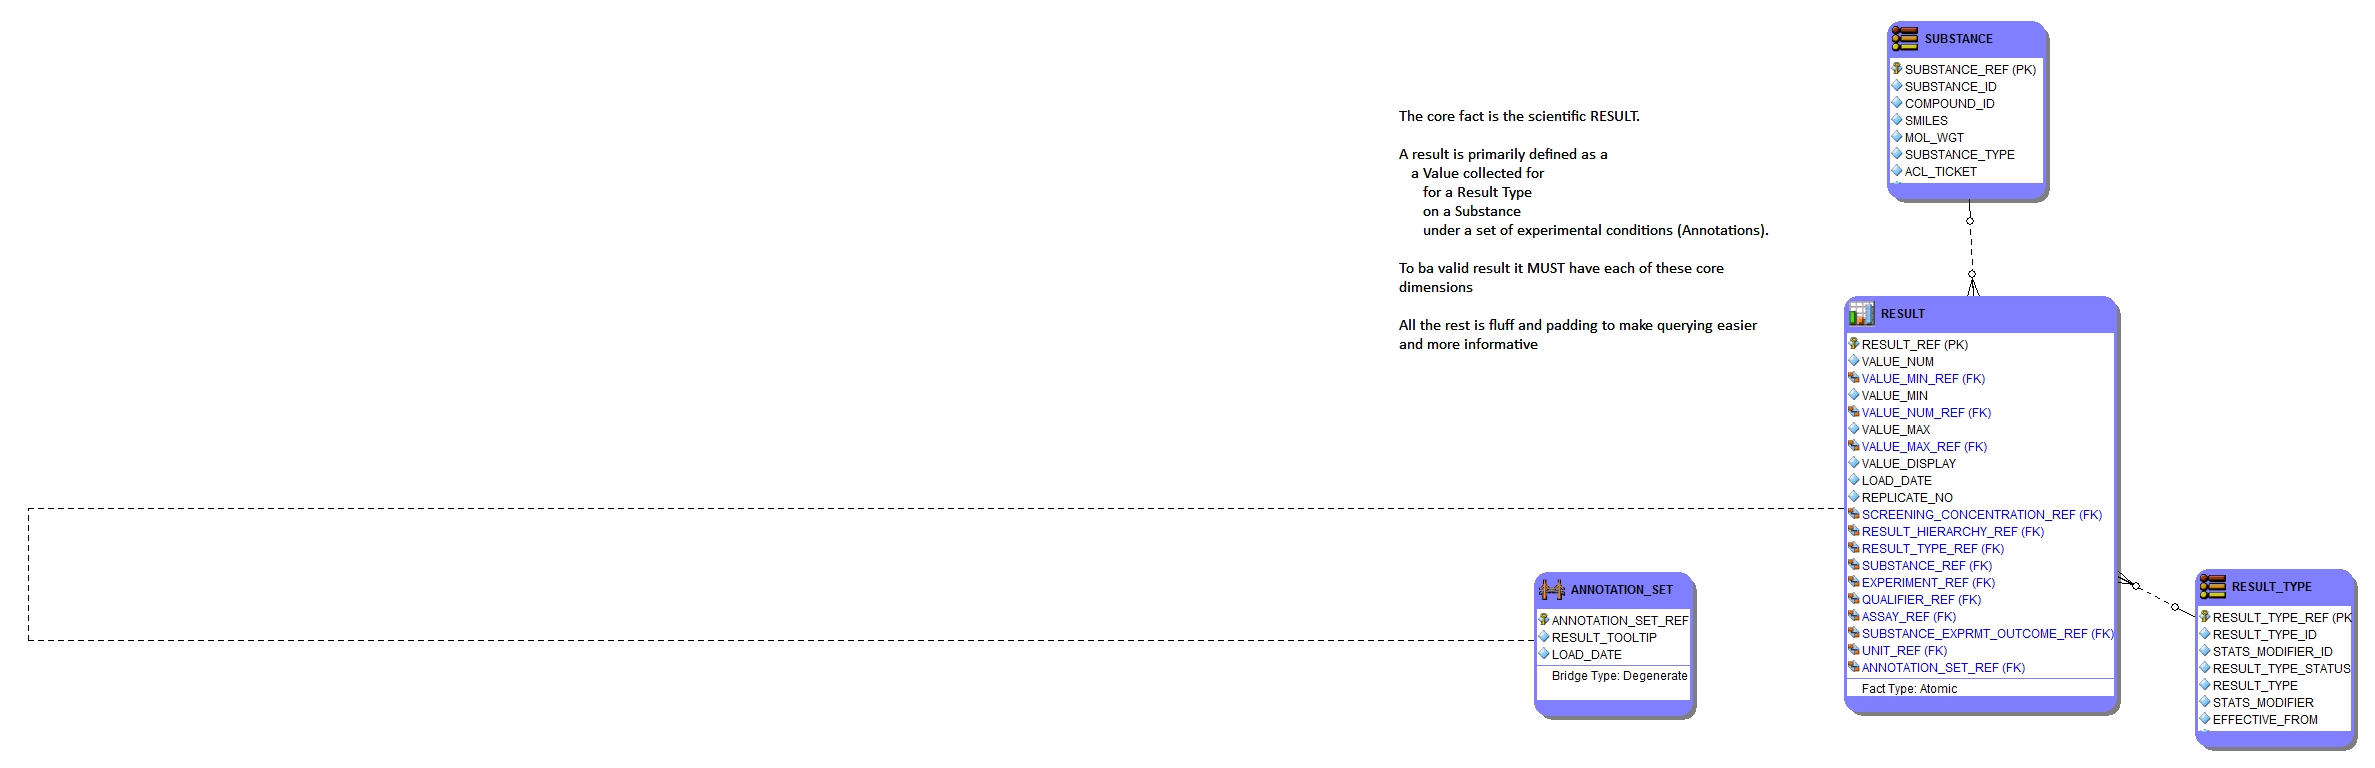 SUBSTANCE
SUBSTANCE_REF (PK)
SUBSTANCE_ID
COMPOUND_ID
SMILES
MOL_WGT
SUBSTANCE_TYPE
ACL_TICKET
The core fact is the scientific RESULT.
A result is primarily defined as a
a Value collected for
for a Result Type
on a Substance
under a set of experimental conditions (Annotations).
To ba valid result it MUST have each of these core
dimensions
All the rest is fluff and padding to make querying easier
and more informative
RESULT
RESULT_REF (PK)
VALUE_NUM
VALUE_MIN_REF (FK)
VALUE_MIN
VALUE_NUM_REF (FK)
VALUE_MAX
VALUE_MAX_REF (FK)
VALUE_DISPLAY
LOAD_DATE
REPLICATE_NO
SCREENING_CONCENTRATION_REF (FK)
RESULT_HIERARCHY_REF (FK)
RESULT_TYPE_REF (FK)
SUBSTANCE_REF (FK)
EXPERIMENT_REF (FK)
QUALIFIER_REF (FK)
ASSAY_REF (FK)
SUBSTANCE_EXPRMT_OUTCOME_REF (FK)
UNIT_REF (FK)
ANNOTATION_SET_REF (FK)
Fact Type: Atomic
ANNOTATION_SET
ANNOTATION_SET_REF
RESULT_TOOLTIP
LOAD_DATE
Bridge Type: Degenerate
RESULT_TYPE
RESULT_TYPE_REF (PK
RESULT_TYPE_ID
STATS_MODIFIER_ID
RESULT_TYPE_STATUS
RESULT_TYPE
STATS_MODIFIER
EFFECTIVE_FROM